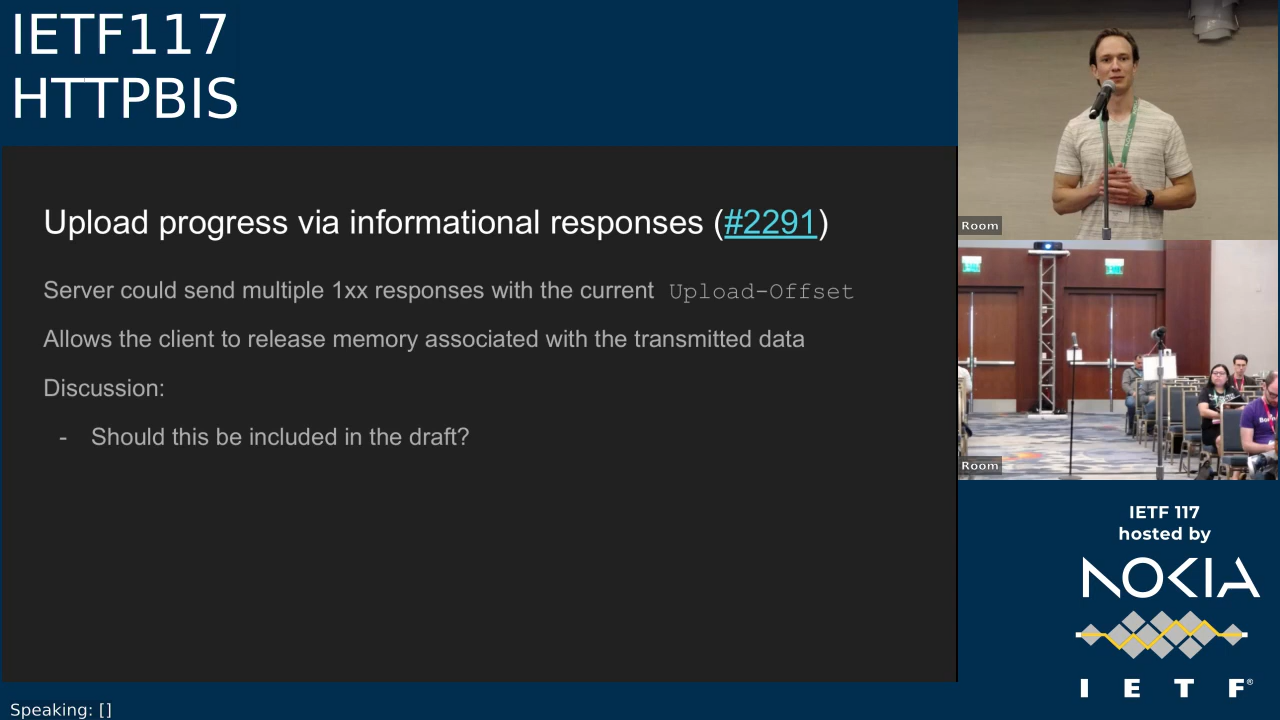 IETF117
HTTPBIS
Upload progress via informational responses (#2291)
Server could send multiple 1xx responses with the current Upload-Offset
Allows the client to release memory associated with the transmitted data
Discussion:
- Should this be included in the draft?
Room
Room
IETF 117
hosted by
NOKIA
I E T F®
Speaking: []